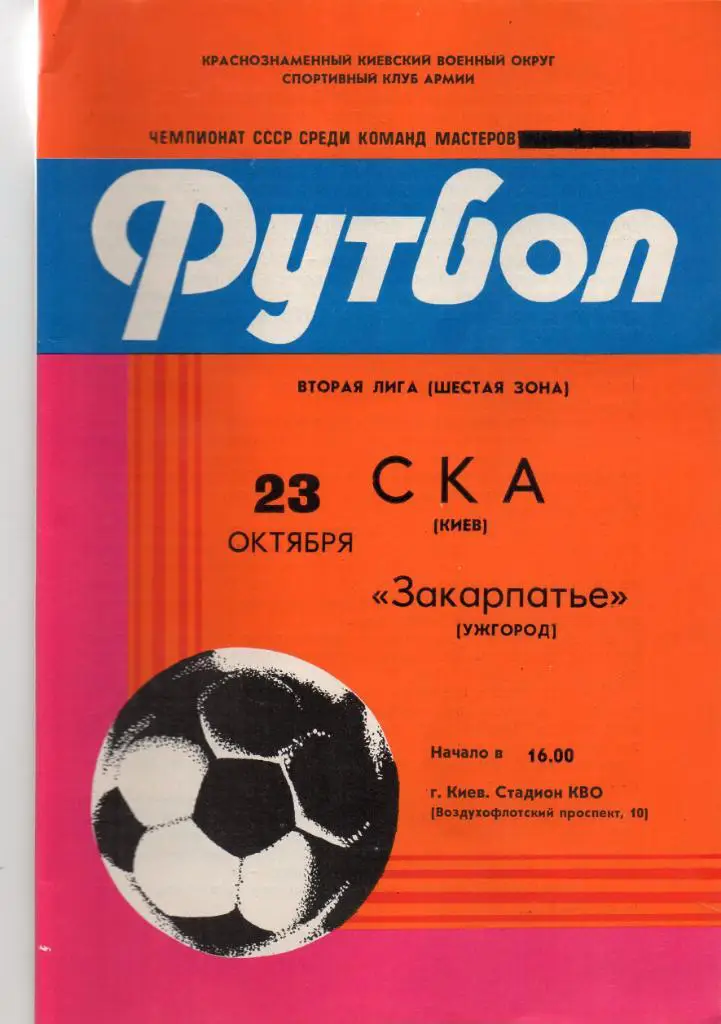 КРАСНОЗНАМЕННЫЙ КИЕВСКИЙ ВОЕННЫЙ ОКРУГ
СПОРТИВНЫЙ КЛУБ АРМИИ
ЧЕМПИОНАТ СССР СРЕДИ КОМАНД МАСТЕРОВ
Футбол
ВТОРАЯ ЛИГА (ШЕСТАЯ ЗОНА)
23
ОКТЯБРЯ
СКА
(КИЕВ)
«Закарпатье»
(УЖГОРОД)
Начало в 16.00
г. Киев. Стадион КВО
(Воздухофлотский проспект, 10)